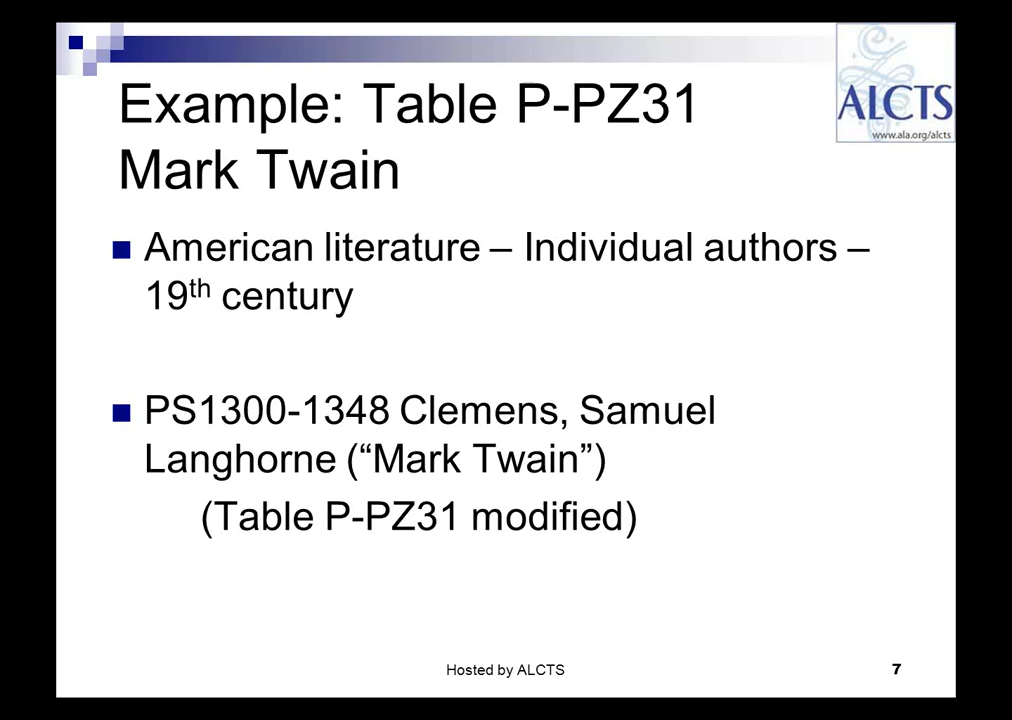 Example: Table P-PZ31
Mark Twain
ALCTS
www.ala.org/alcts
American literature – Individual authors –
19th century
PS1300-1348 Clemens, Samuel
Langhorne (“Mark Twain”)
(Table P-PZ31 modified)
Hosted by ALCTS
7